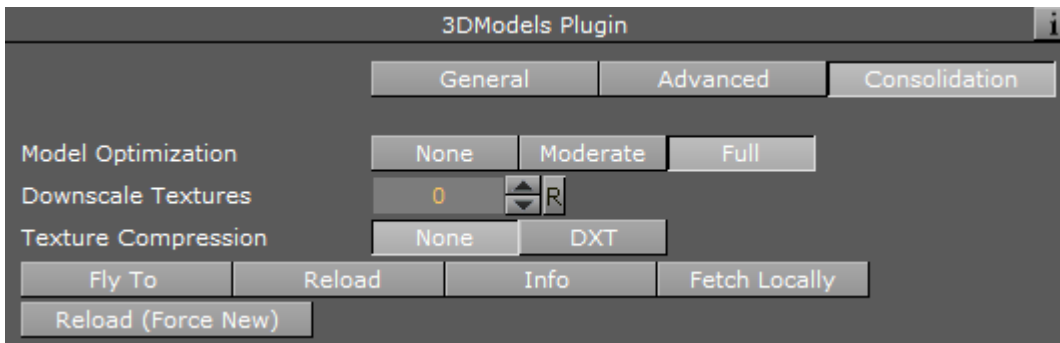 3DModels Plugin i
General Advanced Consolidation
Model Optimization None Moderate Full
Downscale Textures 0 R
Texture Compression None DXT
Fly To Reload Info Fetch Locally
Reload (Force New)